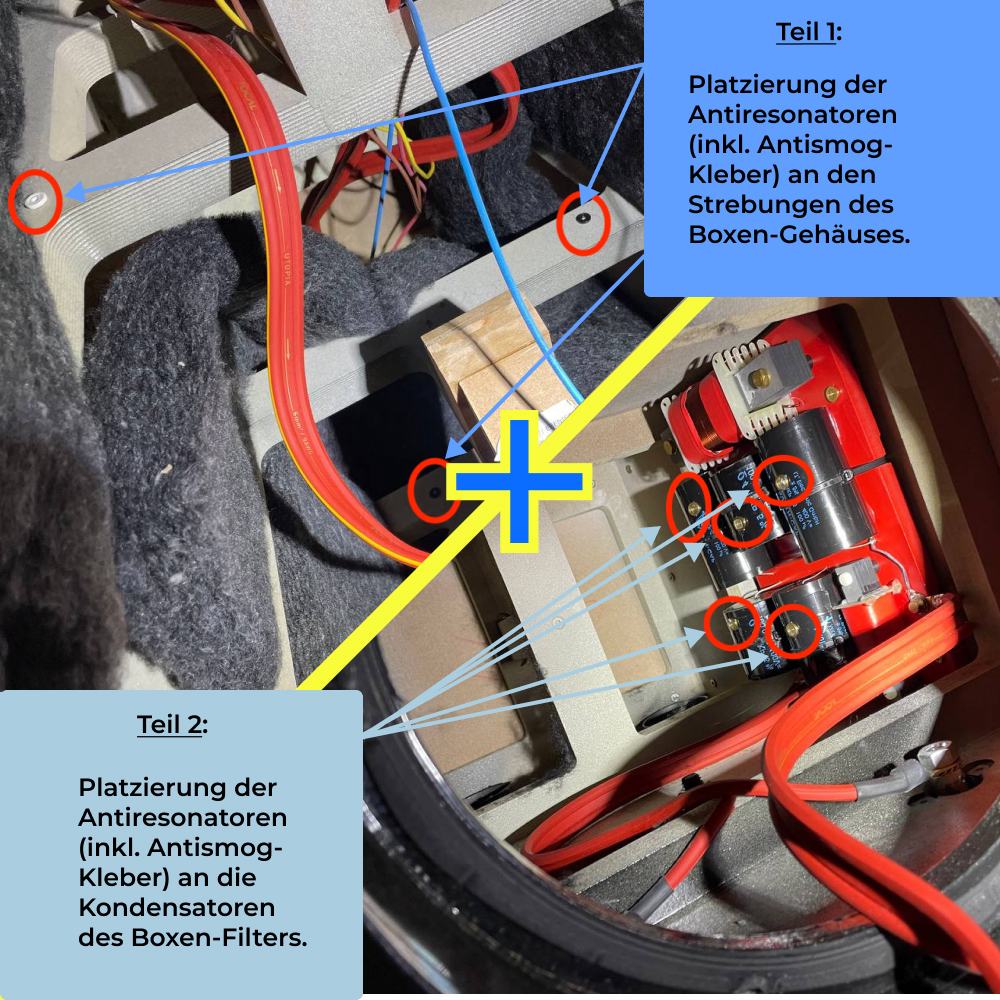 Teil 1:
Platzierung der
Antiresonatoren
(inkl. Antismog-
Kleber) an den
Strebungen des
Boxen-Gehäuses.
UTOPIA
Teil 2:
Platzierung der
Antiresonatoren
(inkl. Antismog-
Kleber) an die
Kondensatoren
des Boxen-Filters.